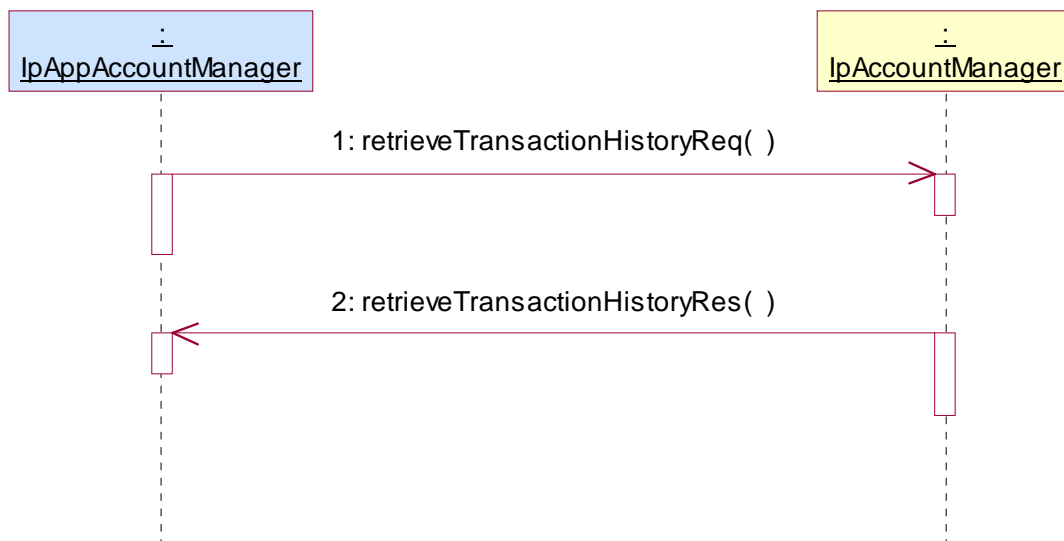 :
IpAppAccountManager
:
IpAccountManager
1: retrieveTransactionHistoryReq( )
2: retrieveTransactionHistoryRes( )